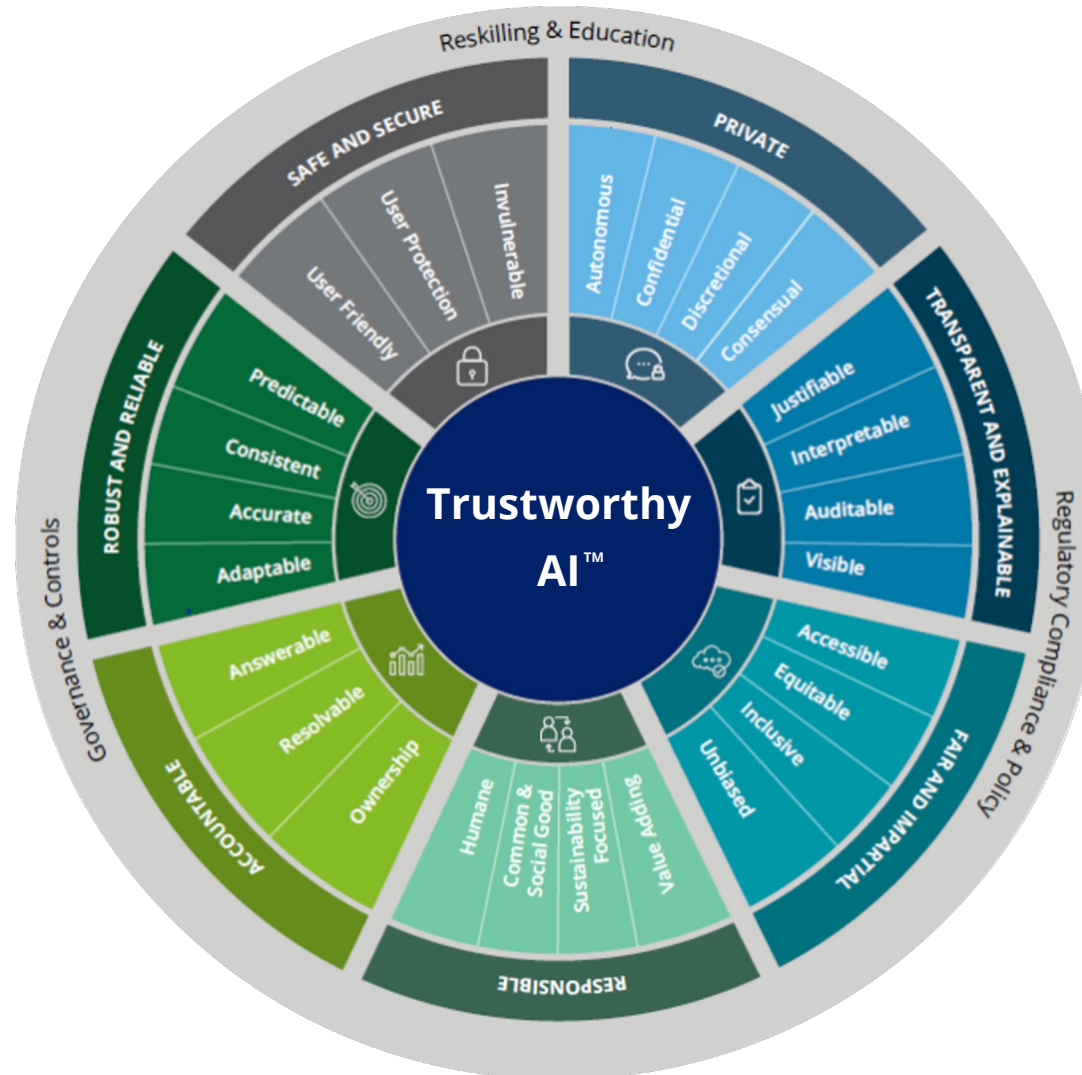 Reskilling & Education
Regulatory Compliance & Policy
Governance & Controls
Trustworthy
AI™
PRIVATE
Autonomous
Confidential
Discretional
Consensual
TRANSPARENT AND EXPLAINABLE
Justifiable
Interpretable
Auditable
Visible
FAIR AND IMPARTIAL
Accessible
Equitable
Inclusive
Unbiased
RESPONSIBLE
Value Adding
Sustainability
Focused
Common &
Social Good
Humane
ACCOUNTABLE
Ownership
Resolvable
Answerable
ROBUST AND RELIABLE
Adaptable
Accurate
Consistent
Predictable
SAFE AND SECURE
User Friendly
User Protection
Invulnerable